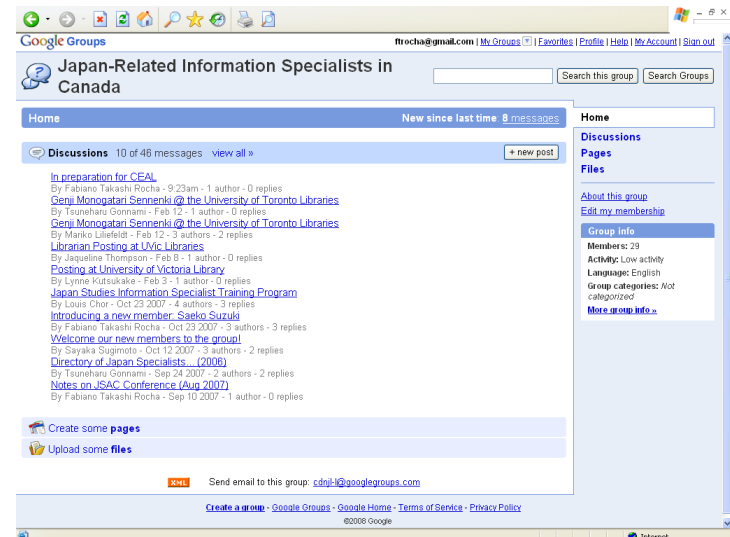 Google Groups
ftrocha@gmail.com | My Groups | Favorites | Profile | Help | My Account | Sign out
Japan-Related Information Specialists in
Canada
Search this group
Search Groups
Home
New since last time: 8 messages
Discussions 10 of 46 messages view all »
+ new post
In preparation for CEAL
By Fabiano Takashi Rocha - 9:23am - 1 author - 0 replies
Genji Monogatari Sennenki @ the University of Toronto Libraries
By Tsuneharu Gonnami - Feb 12 - 1 author - 0 replies
Genji Monogatari Sennenki @ the University of Toronto Libraries
By Mariko Liliefeldt - Feb 12 - 3 authors - 2 replies
Librarian Posting at UVic Libraries
By Jaqueline Thompson - Feb 8 - 1 author - 0 replies
Posting at University of Victoria Library
By Lynne Kutsukake - Feb 3 - 1 author - 0 replies
Japan Studies Information Specialist Training Program
By Louis Chor - Oct 23 2007 - 4 authors - 3 replies
Introducing a new member: Saeko Suzuki
By Fabiano Takashi Rocha - Oct 23 2007 - 3 authors - 3 replies
Welcome our new members to the group!
By Sayaka Sugimoto - Oct 12 2007 - 3 authors - 2 replies
Directory of Japan Specialists... (2006)
By Tsuneharu Gonnami - Sep 24 2007 - 2 authors - 2 replies
Notes on JSAC Conference (Aug 2007)
By Fabiano Takashi Rocha - Sep 10 2007 - 1 author - 0 replies
Create some pages
Upload some files
XML
Send email to this group: cdnjl-l@googlegroups.com
Home
Discussions
Pages
Files
About this group
Edit my membership
Group info
Members: 29
Activity: Low activity
Language: English
Group categories: Not
categorized
More group info »
Create a group - Google Groups - Google Home - Terms of Service - Privacy Policy
©2008 Google
Internet